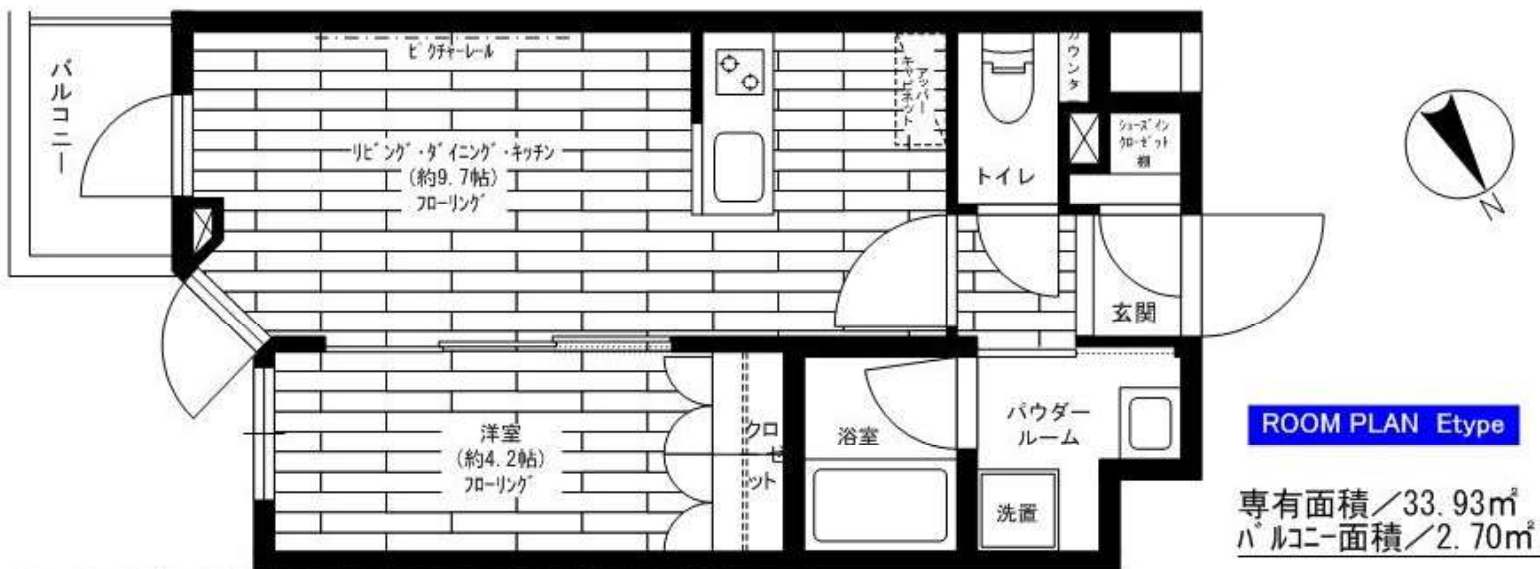 バルコニー
ピクチャーレール
リビング・ダイニング・キッチン
(約9.7帖)
フローリング
アッパー
キャビネット
トイレ
カウンター
シューズイン
クローゼット
棚
玄関
N
洋室
(約4.2帖)
フローリング
クロゼット
浴室
パウダー
ルーム
洗置
ROOM PLAN Etype
専有面積／33.93㎡
バルコニー面積／2.70㎡